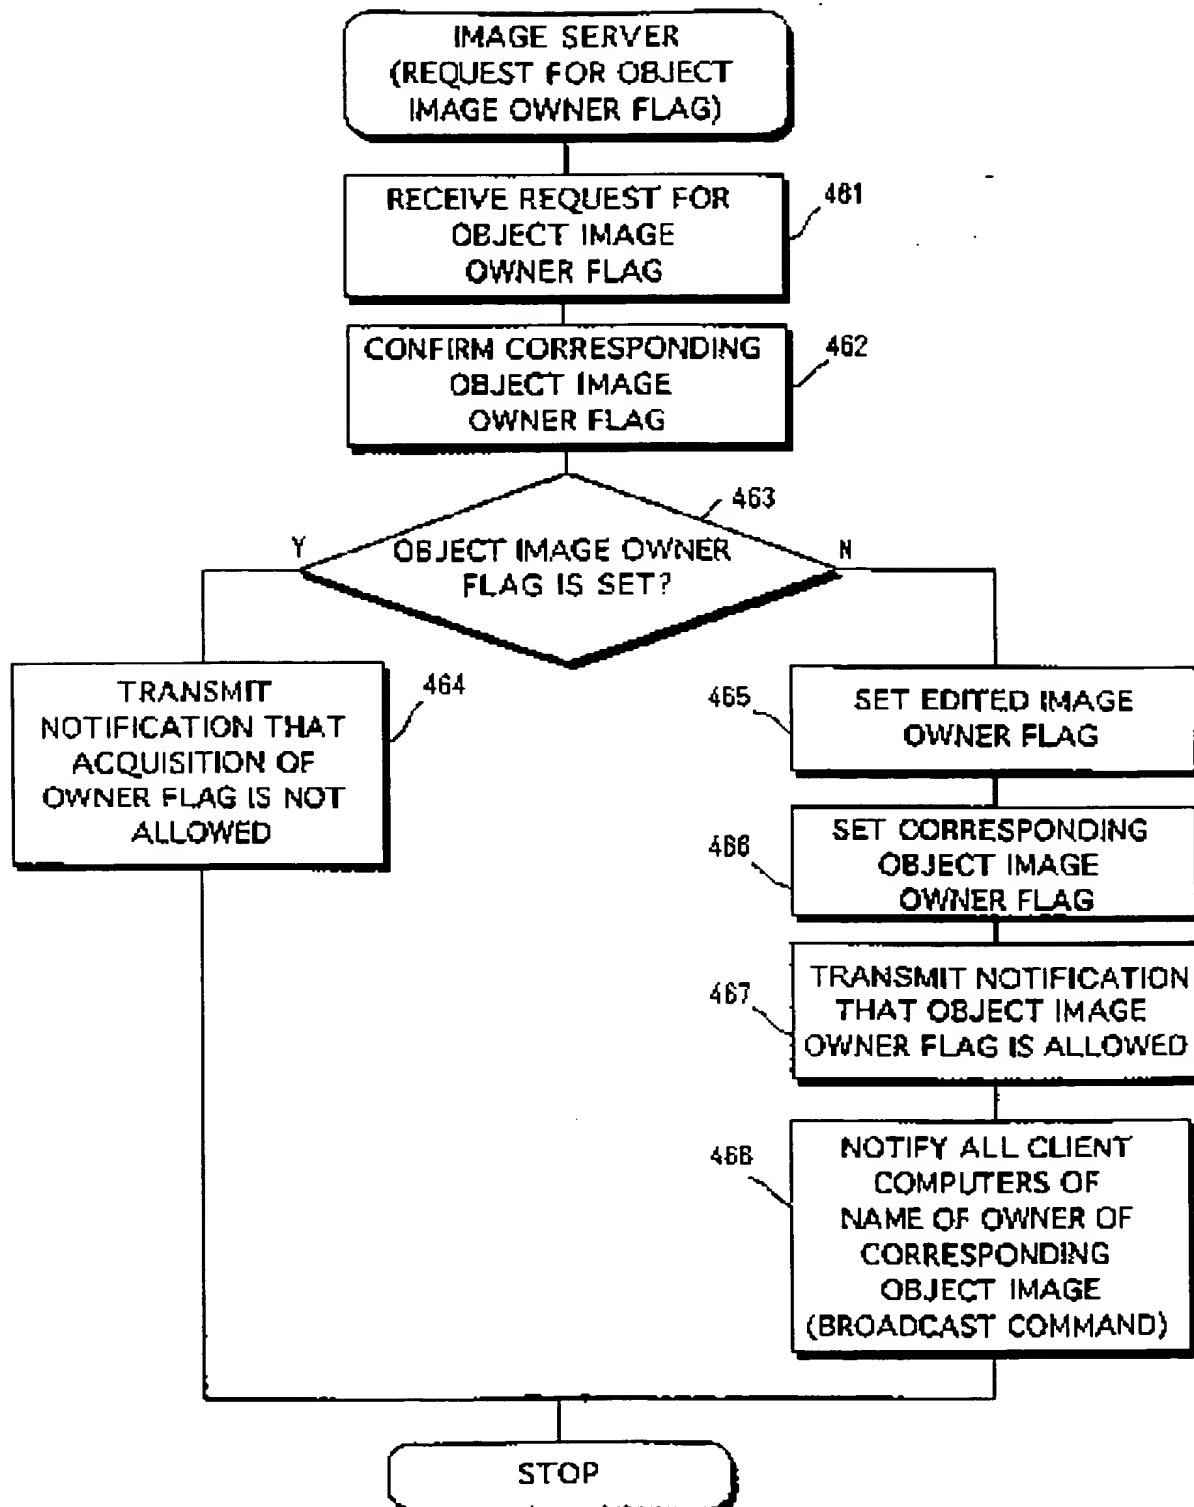 IMAGE SERVER
(REQUEST FOR OBJECT
IMAGE OWNER FLAG)
RECEIVE REQUEST FOR
OBJECT IMAGE
OWNER FLAG
461
CONFIRM CORRESPONDING
OBJECT IMAGE
OWNER FLAG
462
463
Y
OBJECT IMAGE OWNER
FLAG IS SET?
N
TRANSMIT
NOTIFICATION THAT
ACQUISITION OF
OWNER FLAG IS NOT
ALLOWED
464
465
SET EDITED IMAGE
OWNER FLAG
466
SET CORRESPONDING
OBJECT IMAGE
OWNER FLAG
467
TRANSMIT NOTIFICATION
THAT OBJECT IMAGE
OWNER FLAG IS ALLOWED
468
NOTIFY ALL CLIENT
COMPUTERS OF
NAME OF OWNER OF
CORRESPONDING
OBJECT IMAGE
(BROADCAST COMMAND)
STOP